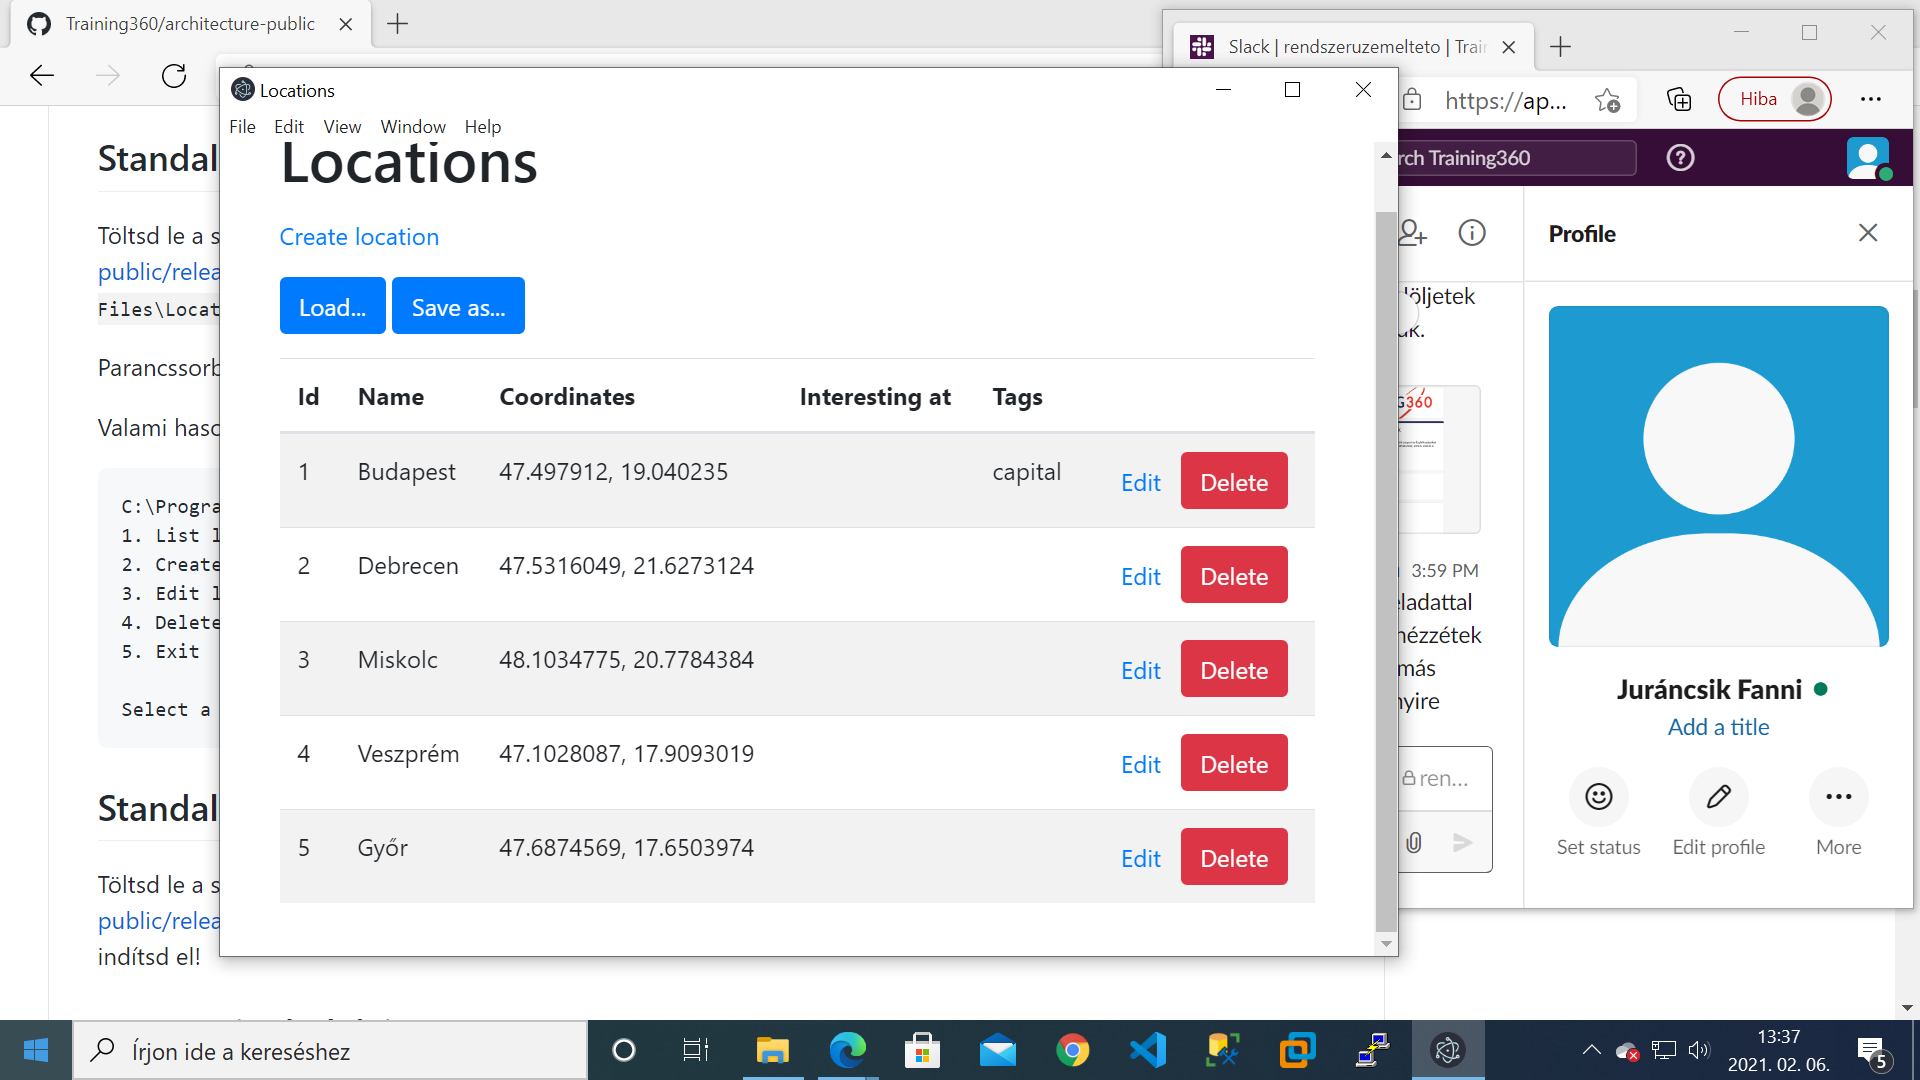 Training360/architecture-public
Slack | rendszeruzemelteto | Trai
https://ap...
Hiba
rch Training360
Locations
File Edit View Window Help
Locations
Create location
Load... Save as...
Id Name Coordinates Interesting at Tags
1 Budapest 47.497912, 19.040235 capital Edit Delete
2 Debrecen 47.5316049, 21.6273124 Edit Delete
3 Miskolc 48.1034775, 20.7784384 Edit Delete
4 Veszprém 47.1028087, 17.9093019 Edit Delete
5 Győr 47.6874569, 17.6503974 Edit Delete
Standal
Töltsd le a s
public/relea
Files\Locat
Parancssorb
Valami hasc
C:\Progra
1. List l
2. Create
3. Edit l
4. Delete
5. Exit
Select a
Standal
Töltsd le a s
public/relea
indítsd el!
löljetek
uk.
G360
3:59 PM
eladattal
nézzétek
más
nyire
ren...
Profile
Juráncsik Fanni
Add a title
Set status Edit profile More
Írjon ide a kereséshez
13:37
2021. 02. 06.
5